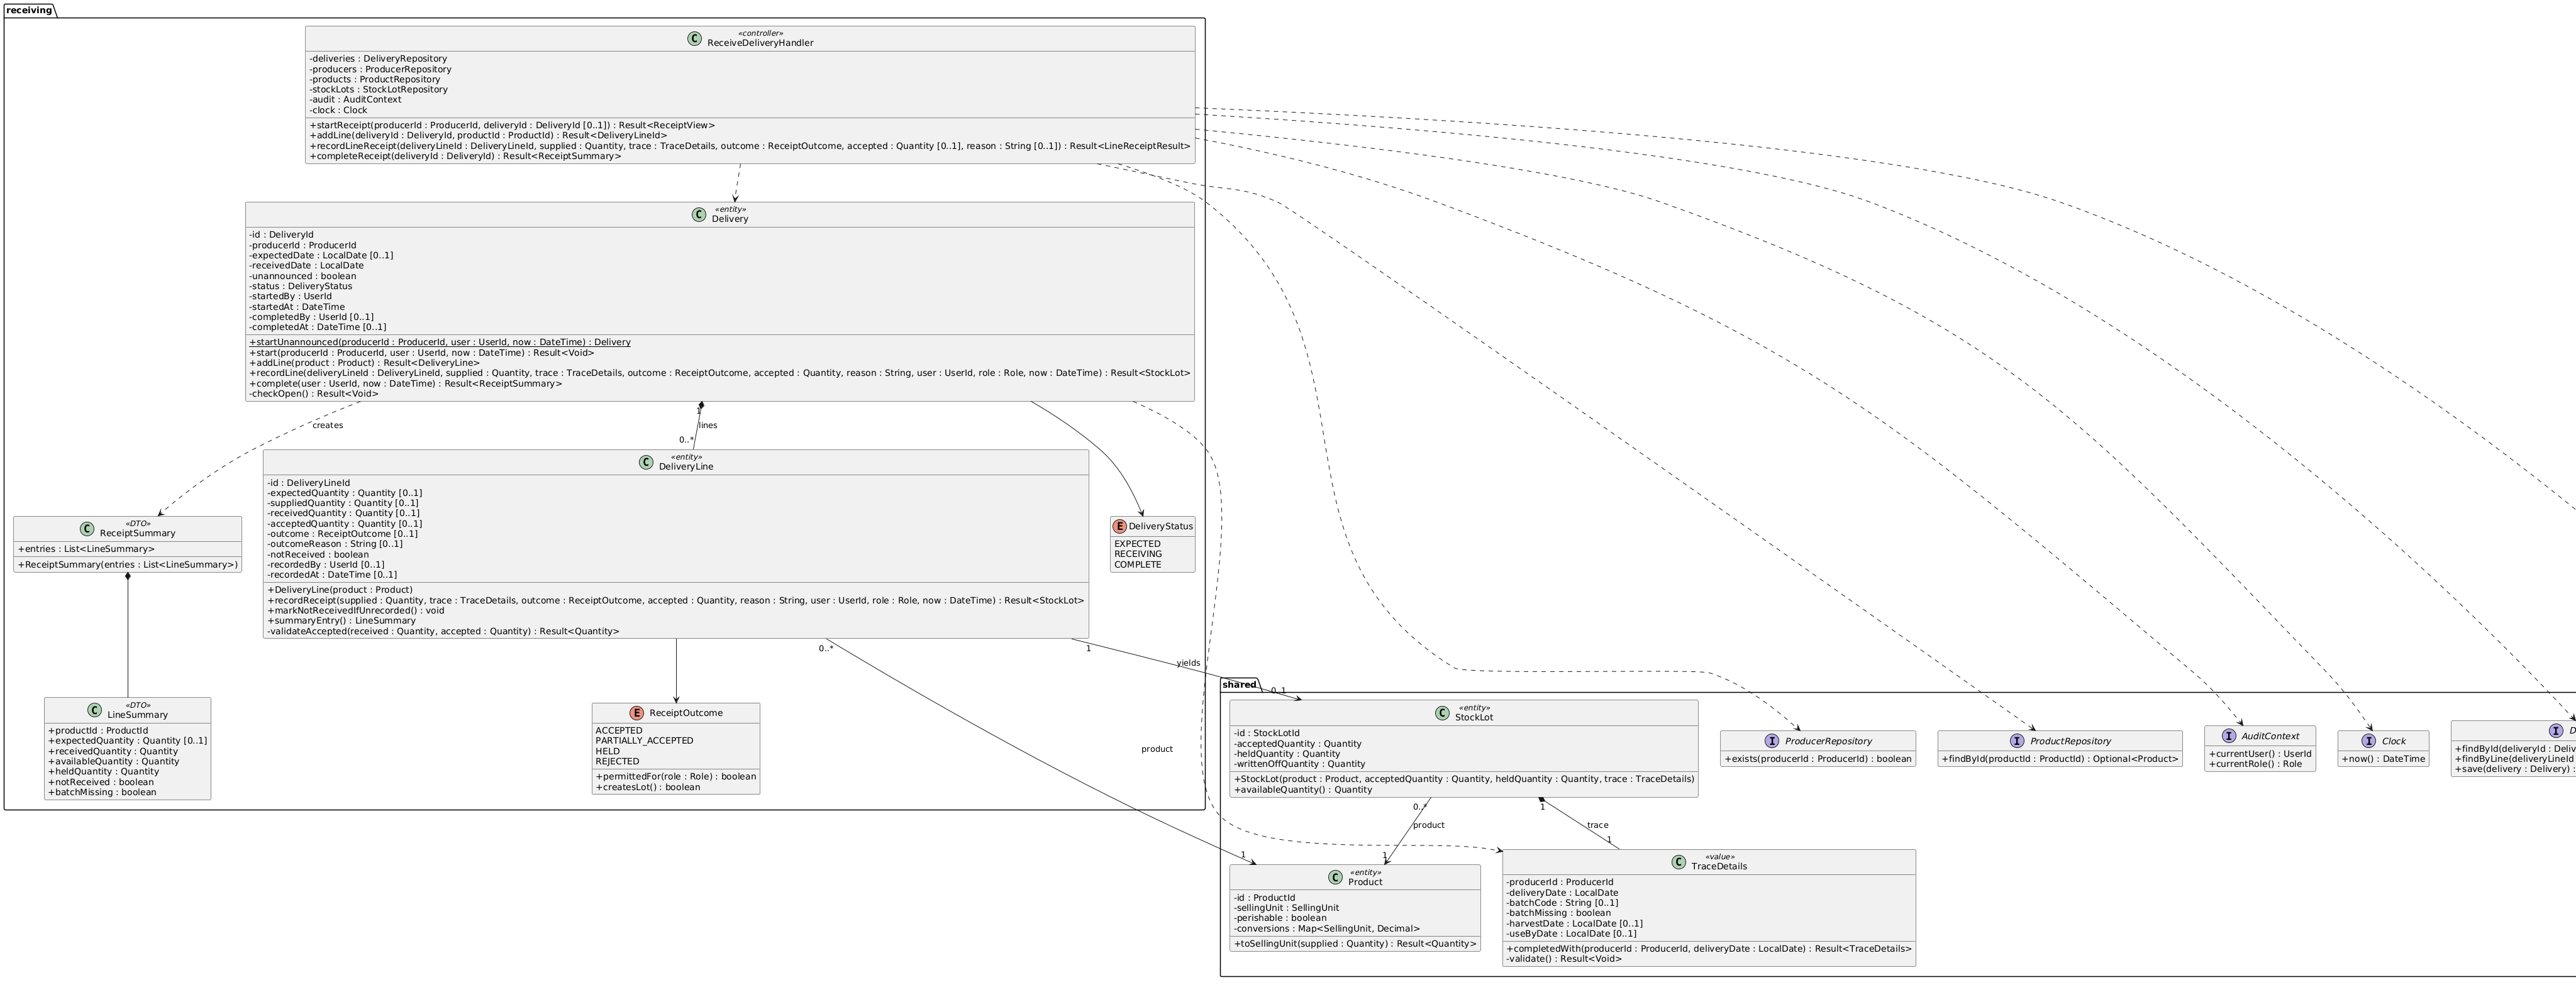 receiving
«controller»
ReceiveDeliveryHandler
-deliveries : DeliveryRepository
-producers : ProducerRepository
-products : ProductRepository
-stockLots : StockLotRepository
-audit : AuditContext
-clock : Clock
+startReceipt(producerId : ProducerId, deliveryId : DeliveryId [0..1]) : Result<ReceiptView>
+addLine(deliveryId : DeliveryId, productId : ProductId) : Result<DeliveryLineId>
+recordLineReceipt(deliveryLineId : DeliveryLineId, supplied : Quantity, trace : TraceDetails, outcome : ReceiptOutcome, accepted : Quantity [0..1], reason : String [0..1]) : Result<LineReceiptResult>
+completeReceipt(deliveryId : DeliveryId) : Result<ReceiptSummary>
«entity»
Delivery
-id : DeliveryId
-producerId : ProducerId
-expectedDate : LocalDate [0..1]
-receivedDate : LocalDate
-unannounced : boolean
-status : DeliveryStatus
-startedBy : UserId
-startedAt : DateTime
-completedBy : UserId [0..1]
-completedAt : DateTime [0..1]
+startUnannounced(producerId : ProducerId, user : UserId, now : DateTime) : Delivery
+start(producerId : ProducerId, user : UserId, now : DateTime) : Result<Void>
+addLine(product : Product) : Result<DeliveryLine>
+recordLine(deliveryLineId : DeliveryLineId, supplied : Quantity, trace : TraceDetails, outcome : ReceiptOutcome, accepted : Quantity, reason : String, user : UserId, role : Role, now : DateTime) : Result<StockLot>
+complete(user : UserId, now : DateTime) : Result<ReceiptSummary>
-checkOpen() : Result<Void>
creates
1
lines
0..*
«entity»
DeliveryLine
-id : DeliveryLineId
-expectedQuantity : Quantity [0..1]
-suppliedQuantity : Quantity [0..1]
-receivedQuantity : Quantity [0..1]
-acceptedQuantity : Quantity [0..1]
-outcome : ReceiptOutcome [0..1]
-outcomeReason : String [0..1]
-notReceived : boolean
-recordedBy : UserId [0..1]
-recordedAt : DateTime [0..1]
+DeliveryLine(product : Product)
+recordReceipt(supplied : Quantity, trace : TraceDetails, outcome : ReceiptOutcome, accepted : Quantity, reason : String, user : UserId, role : Role, now : DateTime) : Result<StockLot>
+markNotReceivedIfUnrecorded() : void
+summaryEntry() : LineSummary
-validateAccepted(received : Quantity, accepted : Quantity) : Result<Quantity>
«DTO»
ReceiptSummary
+entries : List<LineSummary>
+ReceiptSummary(entries : List<LineSummary>)
DeliveryStatus
EXPECTED
RECEIVING
COMPLETE
0..*
1
yields
0..1
product
1
«DTO»
LineSummary
+productId : ProductId
+expectedQuantity : Quantity [0..1]
+receivedQuantity : Quantity
+availableQuantity : Quantity
+heldQuantity : Quantity
+notReceived : boolean
+batchMissing : boolean
ReceiptOutcome
ACCEPTED
PARTIALLY_ACCEPTED
HELD
REJECTED
+permittedFor(role : Role) : boolean
+createsLot() : boolean
shared
«entity»
StockLot
-id : StockLotId
-acceptedQuantity : Quantity
-heldQuantity : Quantity
-writtenOffQuantity : Quantity
+StockLot(product : Product, acceptedQuantity : Quantity, heldQuantity : Quantity, trace : TraceDetails)
+availableQuantity() : Quantity
ProducerRepository
+exists(producerId : ProducerId) : boolean
ProductRepository
+findById(productId : ProductId) : Optional<Product>
AuditContext
+currentUser() : UserId
+currentRole() : Role
Clock
+now() : DateTime
D
+findById(deliveryId : Deliv
+findByLine(deliveryLineId
+save(delivery : Delivery) :
0..*
product
1
1
trace
1
«entity»
Product
-id : ProductId
-sellingUnit : SellingUnit
-perishable : boolean
-conversions : Map<SellingUnit, Decimal>
+toSellingUnit(supplied : Quantity) : Result<Quantity>
«value»
TraceDetails
-producerId : ProducerId
-deliveryDate : LocalDate
-batchCode : String [0..1]
-batchMissing : boolean
-harvestDate : LocalDate [0..1]
-useByDate : LocalDate [0..1]
+completedWith(producerId : ProducerId, deliveryDate : LocalDate) : Result<TraceDetails>
-validate() : Result<Void>